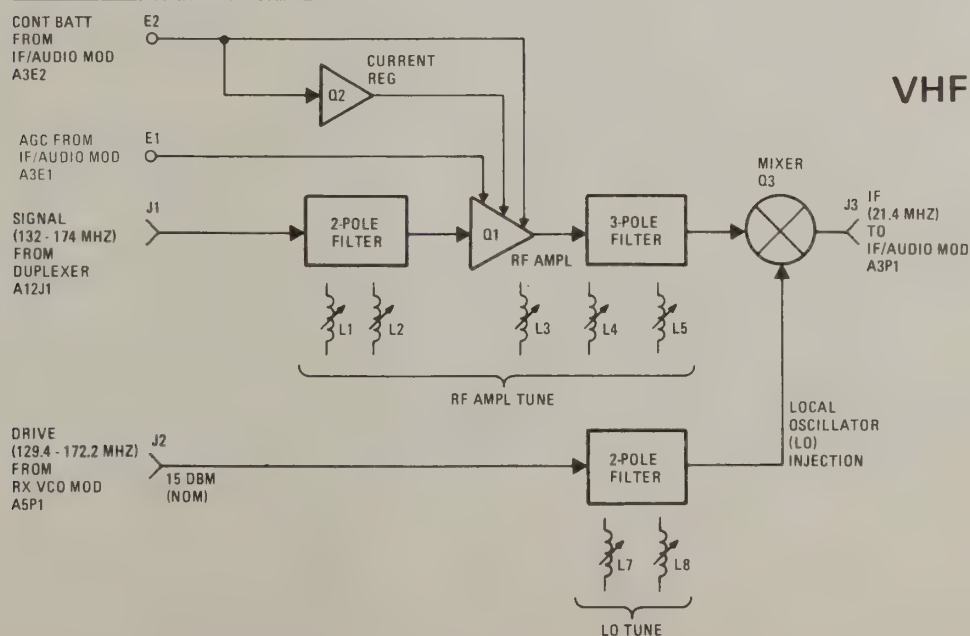 CONT BATT
FROM
IF/AUDIO MOD
A3E2
E2
CURRENT
REG
Q2
VHF
AGC FROM
IF/AUDIO MOD
A3E1
E1
SIGNAL
(132 - 174 MHZ)
FROM
DUPLEXER
A12J1
J1
2-POLE
FILTER
Q1
RF AMPL
3-POLE
FILTER
MIXER
Q3
J3
IF
(21.4 MHZ)
TO
IF/AUDIO MOD
A3P1
L1
L2
L3
L4
L5
RF AMPL TUNE
DRIVE
(129.4 - 172.2 MHZ)
FROM
RX VCO MOD
A5P1
J2
15 DBM
(NOM)
2-POLE
FILTER
LOCAL
OSCILLATOR
(LO)
INJECTION
L7
L8
LO TUNE